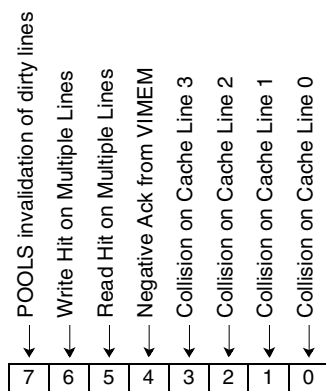 POOLS invalidation of dirty lines
Write Hit on Multiple Lines
Read Hit on Multiple Lines
Negative Ack from VIMEM
Collision on Cache Line 3
Collision on Cache Line 2
Collision on Cache Line 1
Collision on Cache Line 0
7 6 5 4 3 2 1 0